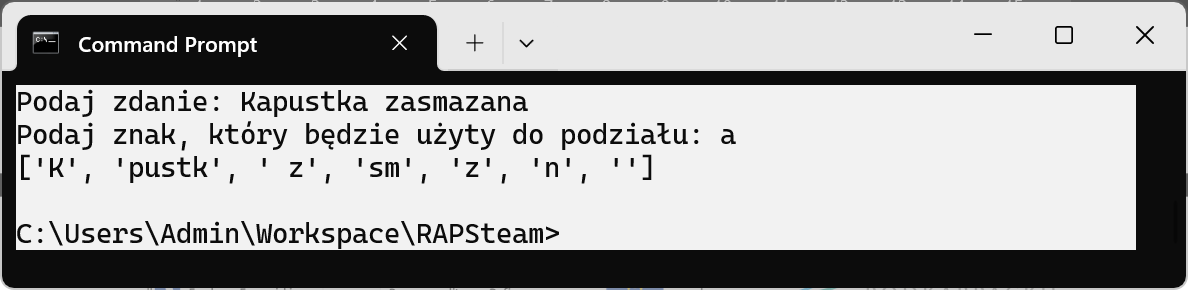 Command Prompt
Podaj zdanie: Kapustka zasmazana
Podaj znak, który będzie użyty do podziału: a
['K', 'pustk', ' z', 'sm', 'z', 'n', '']
C:\Users\Admin\Workspace\RAPSteam>